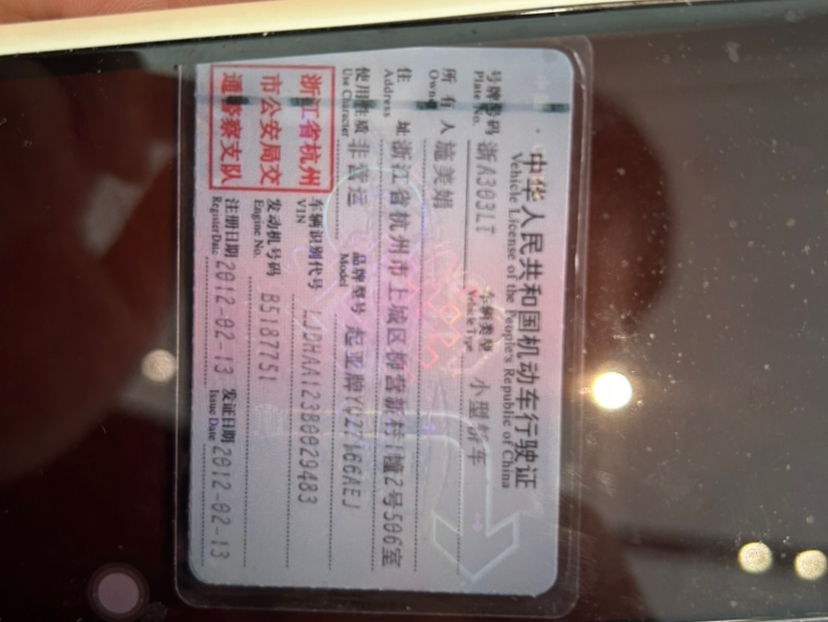 中华人民共和国机动车行驶证
Vehicle License of the People's Republic of China
号牌号码 浙A303LT 车辆类型 小型轿车
Plate No. Vehicle Type
所有人 施美娟
Owner
住址 浙江省杭州市上城区柳营新村1幢2号506室
Address
使用性质 非营运 品牌型号 起亚牌YQZ7166AEJ
Use Character Model
浙江省杭州市公安局交通警察支队
车辆识别代号 LJDHAA123B0029483
VIN
发动机号码 B5187751
Engine No.
注册日期 2012-02-13 发证日期 2012-02-13
Register Date Issue Date